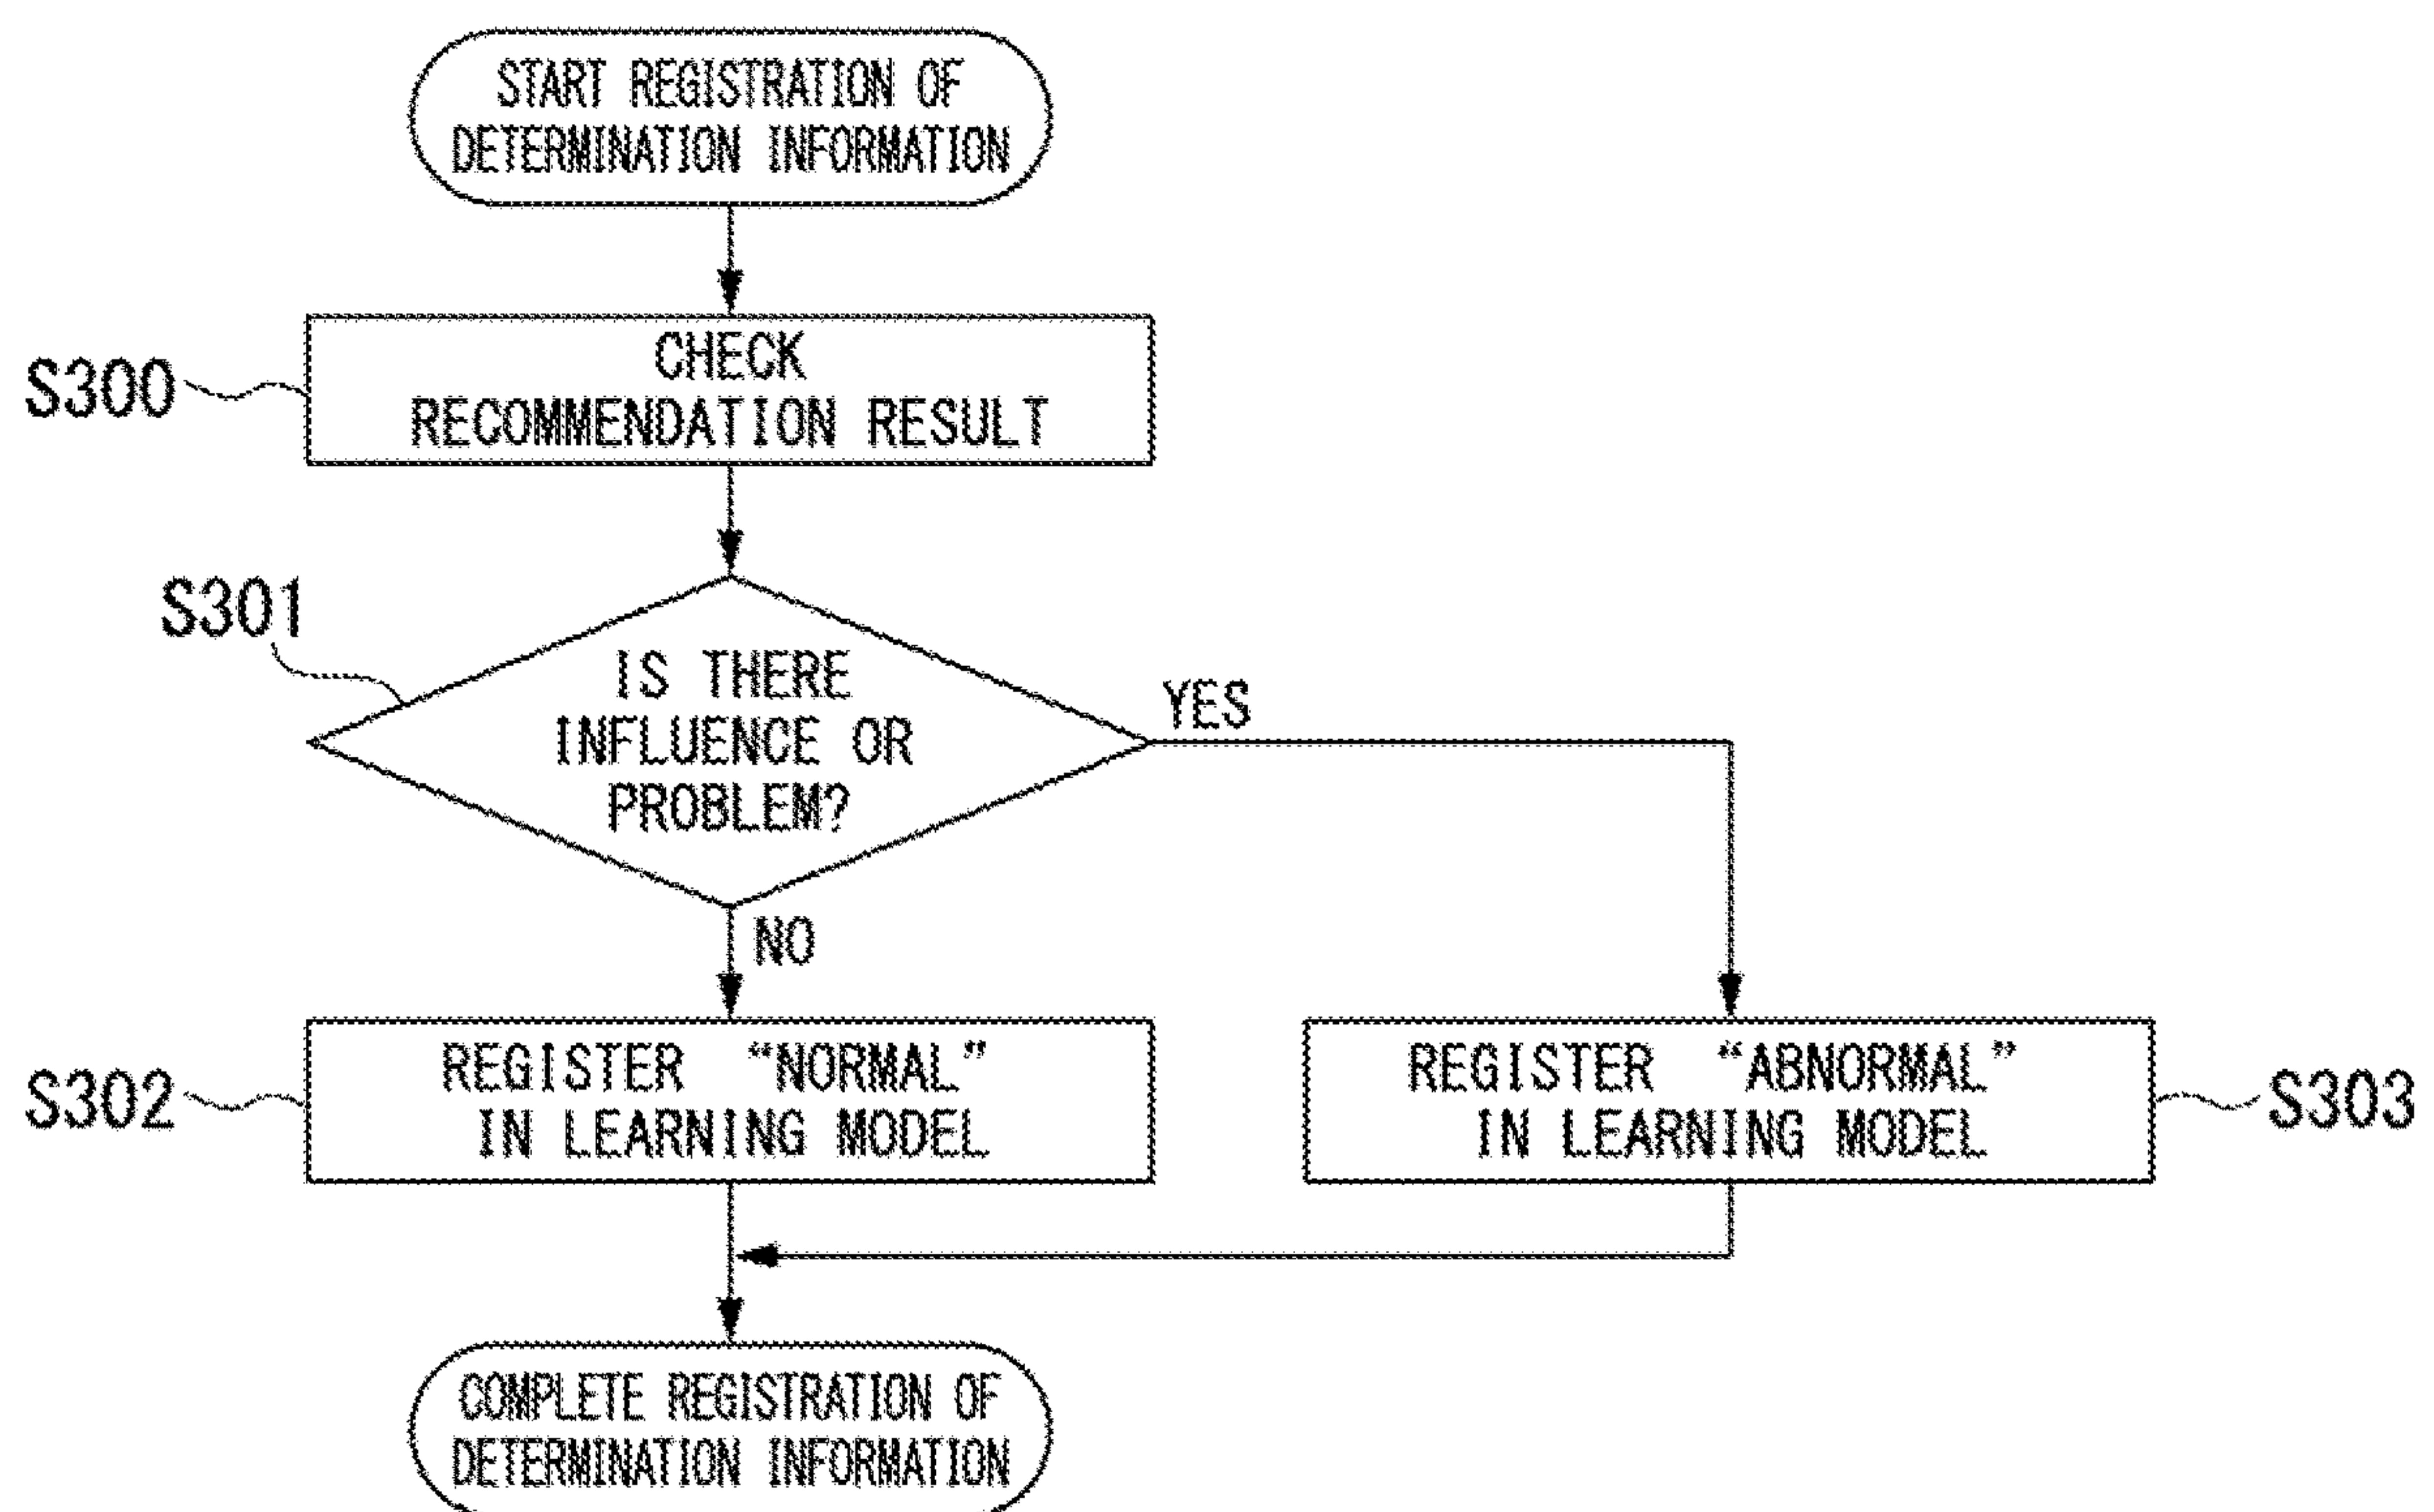 START REGISTRATION OF
DETERMINATION INFORMATION
S300
CHECK
RECOMMENDATION RESULT
S301
IS THERE
INFLUENCE OR
PROBLEM?
YES
NO
S302
REGISTER “NORMAL”
IN LEARNING MODEL
REGISTER “ABNORMAL”
IN LEARNING MODEL
S303
COMPLETE REGISTRATION OF
DETERMINATION INFORMATION